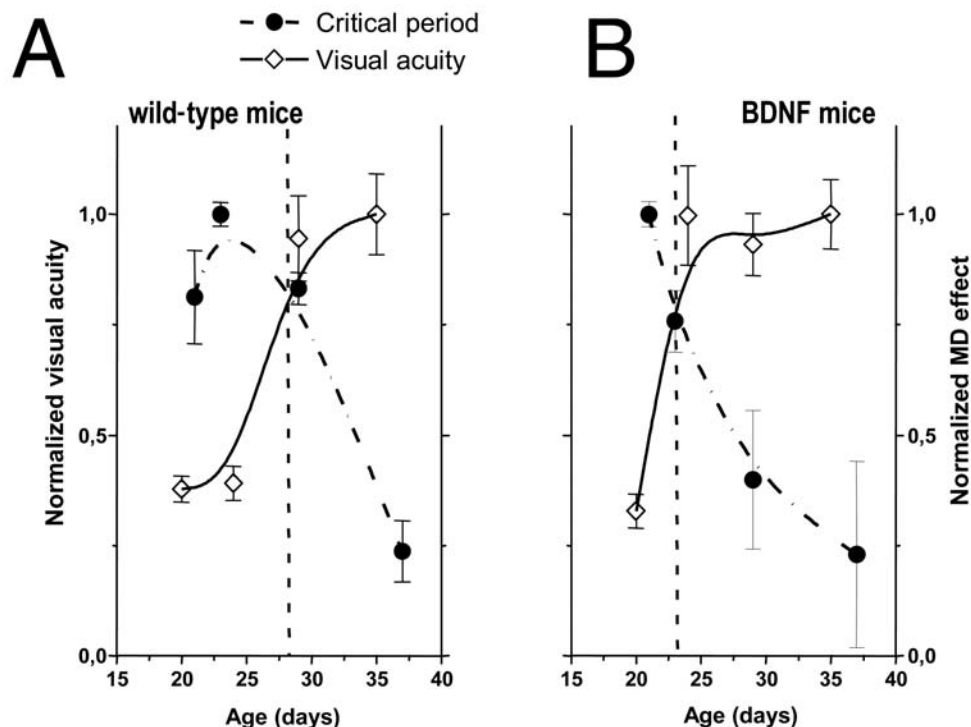 A
B
Critical period
Visual acuity
wild-type mice
BDNF mice
Normalized visual acuity
1,0
0,5
0,0
15 20 25 30 35 40
Age (days)
15 20 25 30 35 40
Age (days)
1,0
0,5
0,0
Normalized MD effect